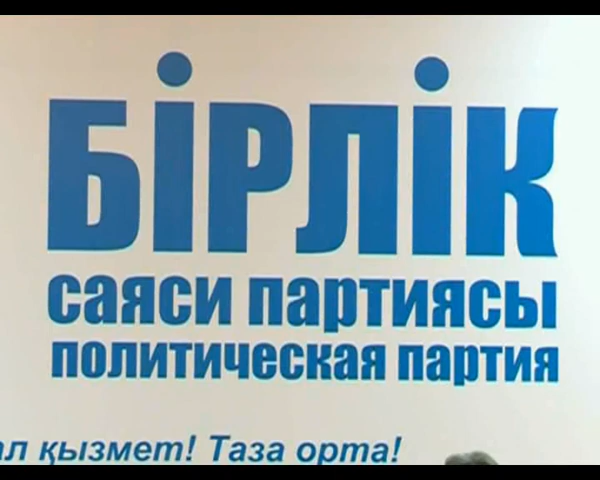 БІРЛІК
саяси партиясы
политическая партия
қызмет! Таза орта!